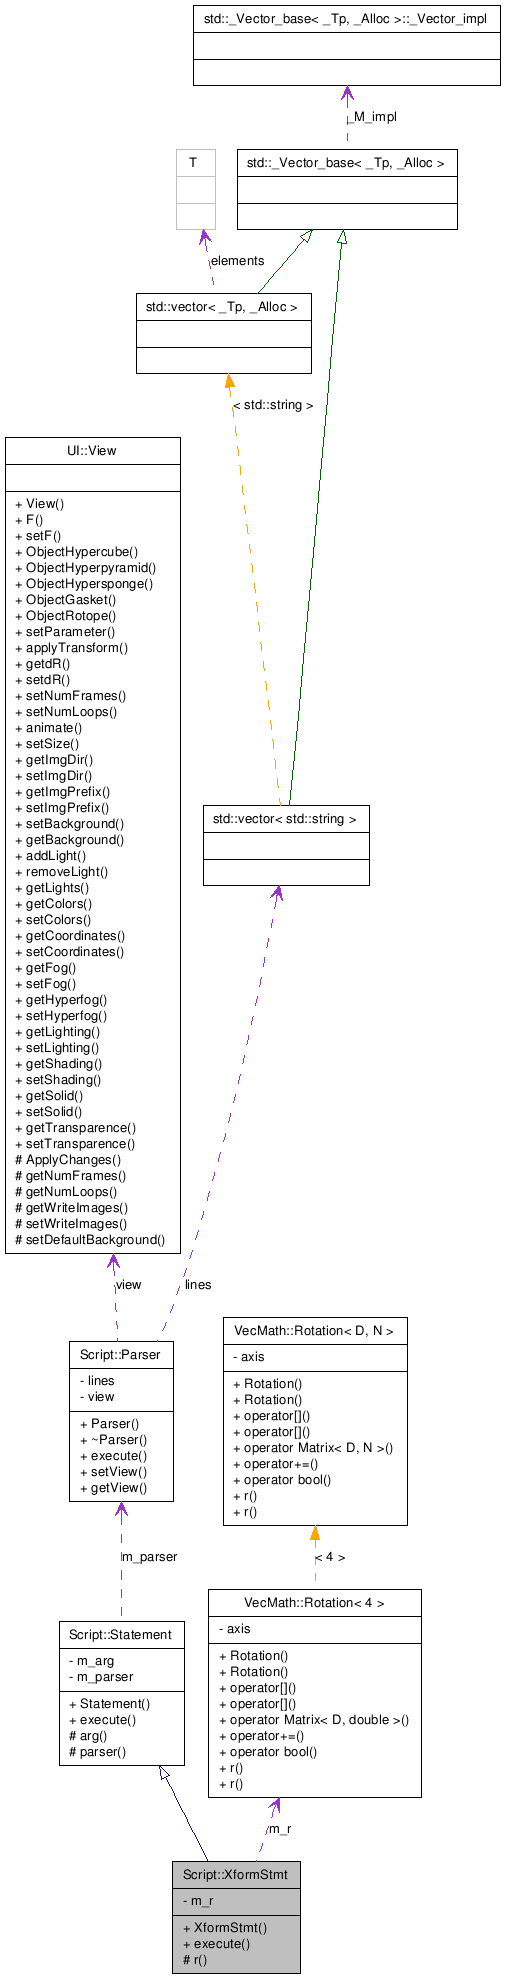 std::_Vector_base< _Tp, _Alloc >::_Vector_impl
_M_impl
T
std::_Vector_base< _Tp, _Alloc >
elements
std::vector< _Tp, _Alloc >
< std::string >
UI::View
+ View()
+ F()
+ setF()
+ ObjectHypercube()
+ ObjectHyperpyramid()
+ ObjectHypersponge()
+ ObjectGasket()
+ ObjectRotope()
+ setParameter()
+ applyTransform()
+ getdR()
+ setdR()
+ setNumFrames()
+ setNumLoops()
+ animate()
+ setSize()
+ getImgDir()
+ setImgDir()
+ getImgPrefix()
+ setImgPrefix()
+ setBackground()
+ getBackground()
+ addLight()
+ removeLight()
+ getLights()
+ getColors()
+ setColors()
+ getCoordinates()
+ setCoordinates()
+ getFog()
+ setFog()
+ getHyperfog()
+ setHyperfog()
+ getLighting()
+ setLighting()
+ getShading()
+ setShading()
+ getSolid()
+ setSolid()
+ getTransparence()
+ setTransparence()
# ApplyChanges()
# getNumFrames()
# getNumLoops()
# getWriteImages()
# setWriteImages()
# setDefaultBackground()
std::vector< std::string >
view
lines
Script::Parser
- lines
- view
+ Parser()
+ ~Parser()
+ execute()
+ setView()
+ getView()
VecMath::Rotation< D, N >
- axis
+ Rotation()
+ Rotation()
+ operator[]()
+ operator[]()
+ operator Matrix< D, N >()
+ operator+=()
+ operator bool()
+ r()
+ r()
m_parser
< 4 >
Script::Statement
- m_arg
- m_parser
+ Statement()
+ execute()
# arg()
# parser()
VecMath::Rotation< 4 >
- axis
+ Rotation()
+ Rotation()
+ operator[]()
+ operator[]()
+ operator Matrix< D, double >()
+ operator+=()
+ operator bool()
+ r()
+ r()
m_r
Script::XformStmt
- m_r
+ XformStmt()
+ execute()
# r()